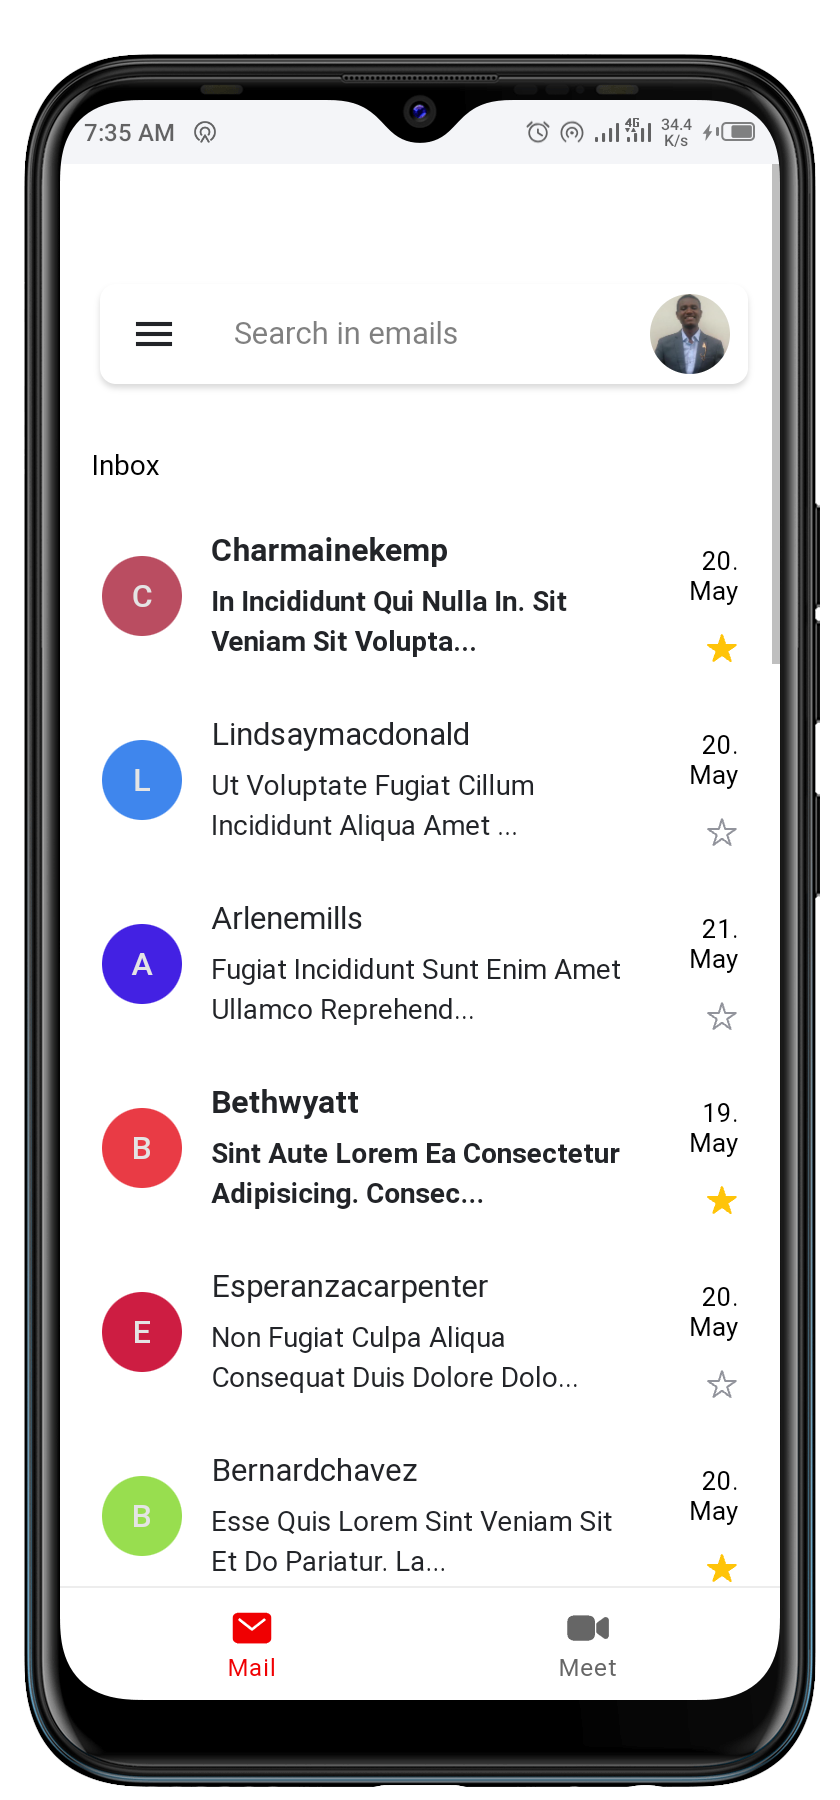 7:35 AM 4G 34.4
K/s
Search in emails
Inbox
C
Charmainekemp
In Incididunt Qui Nulla In. Sit
Veniam Sit Volupta...
20.
May
L
Lindsaymacdonald
Ut Voluptate Fugiat Cillum
Incididunt Aliqua Amet ...
20.
May
A
Arlenemills
Fugiat Incididunt Sunt Enim Amet
Ullamco Reprehend...
21.
May
B
Bethwyatt
Sint Aute Lorem Ea Consectetur
Adipisicing. Consec...
19.
May
E
Esperanzacarpenter
Non Fugiat Culpa Aliqua
Consequat Duis Dolore Dolo...
20.
May
B
Bernardchavez
Esse Quis Lorem Sint Veniam Sit
Et Do Pariatur. La...
20.
May
Mail
Meet